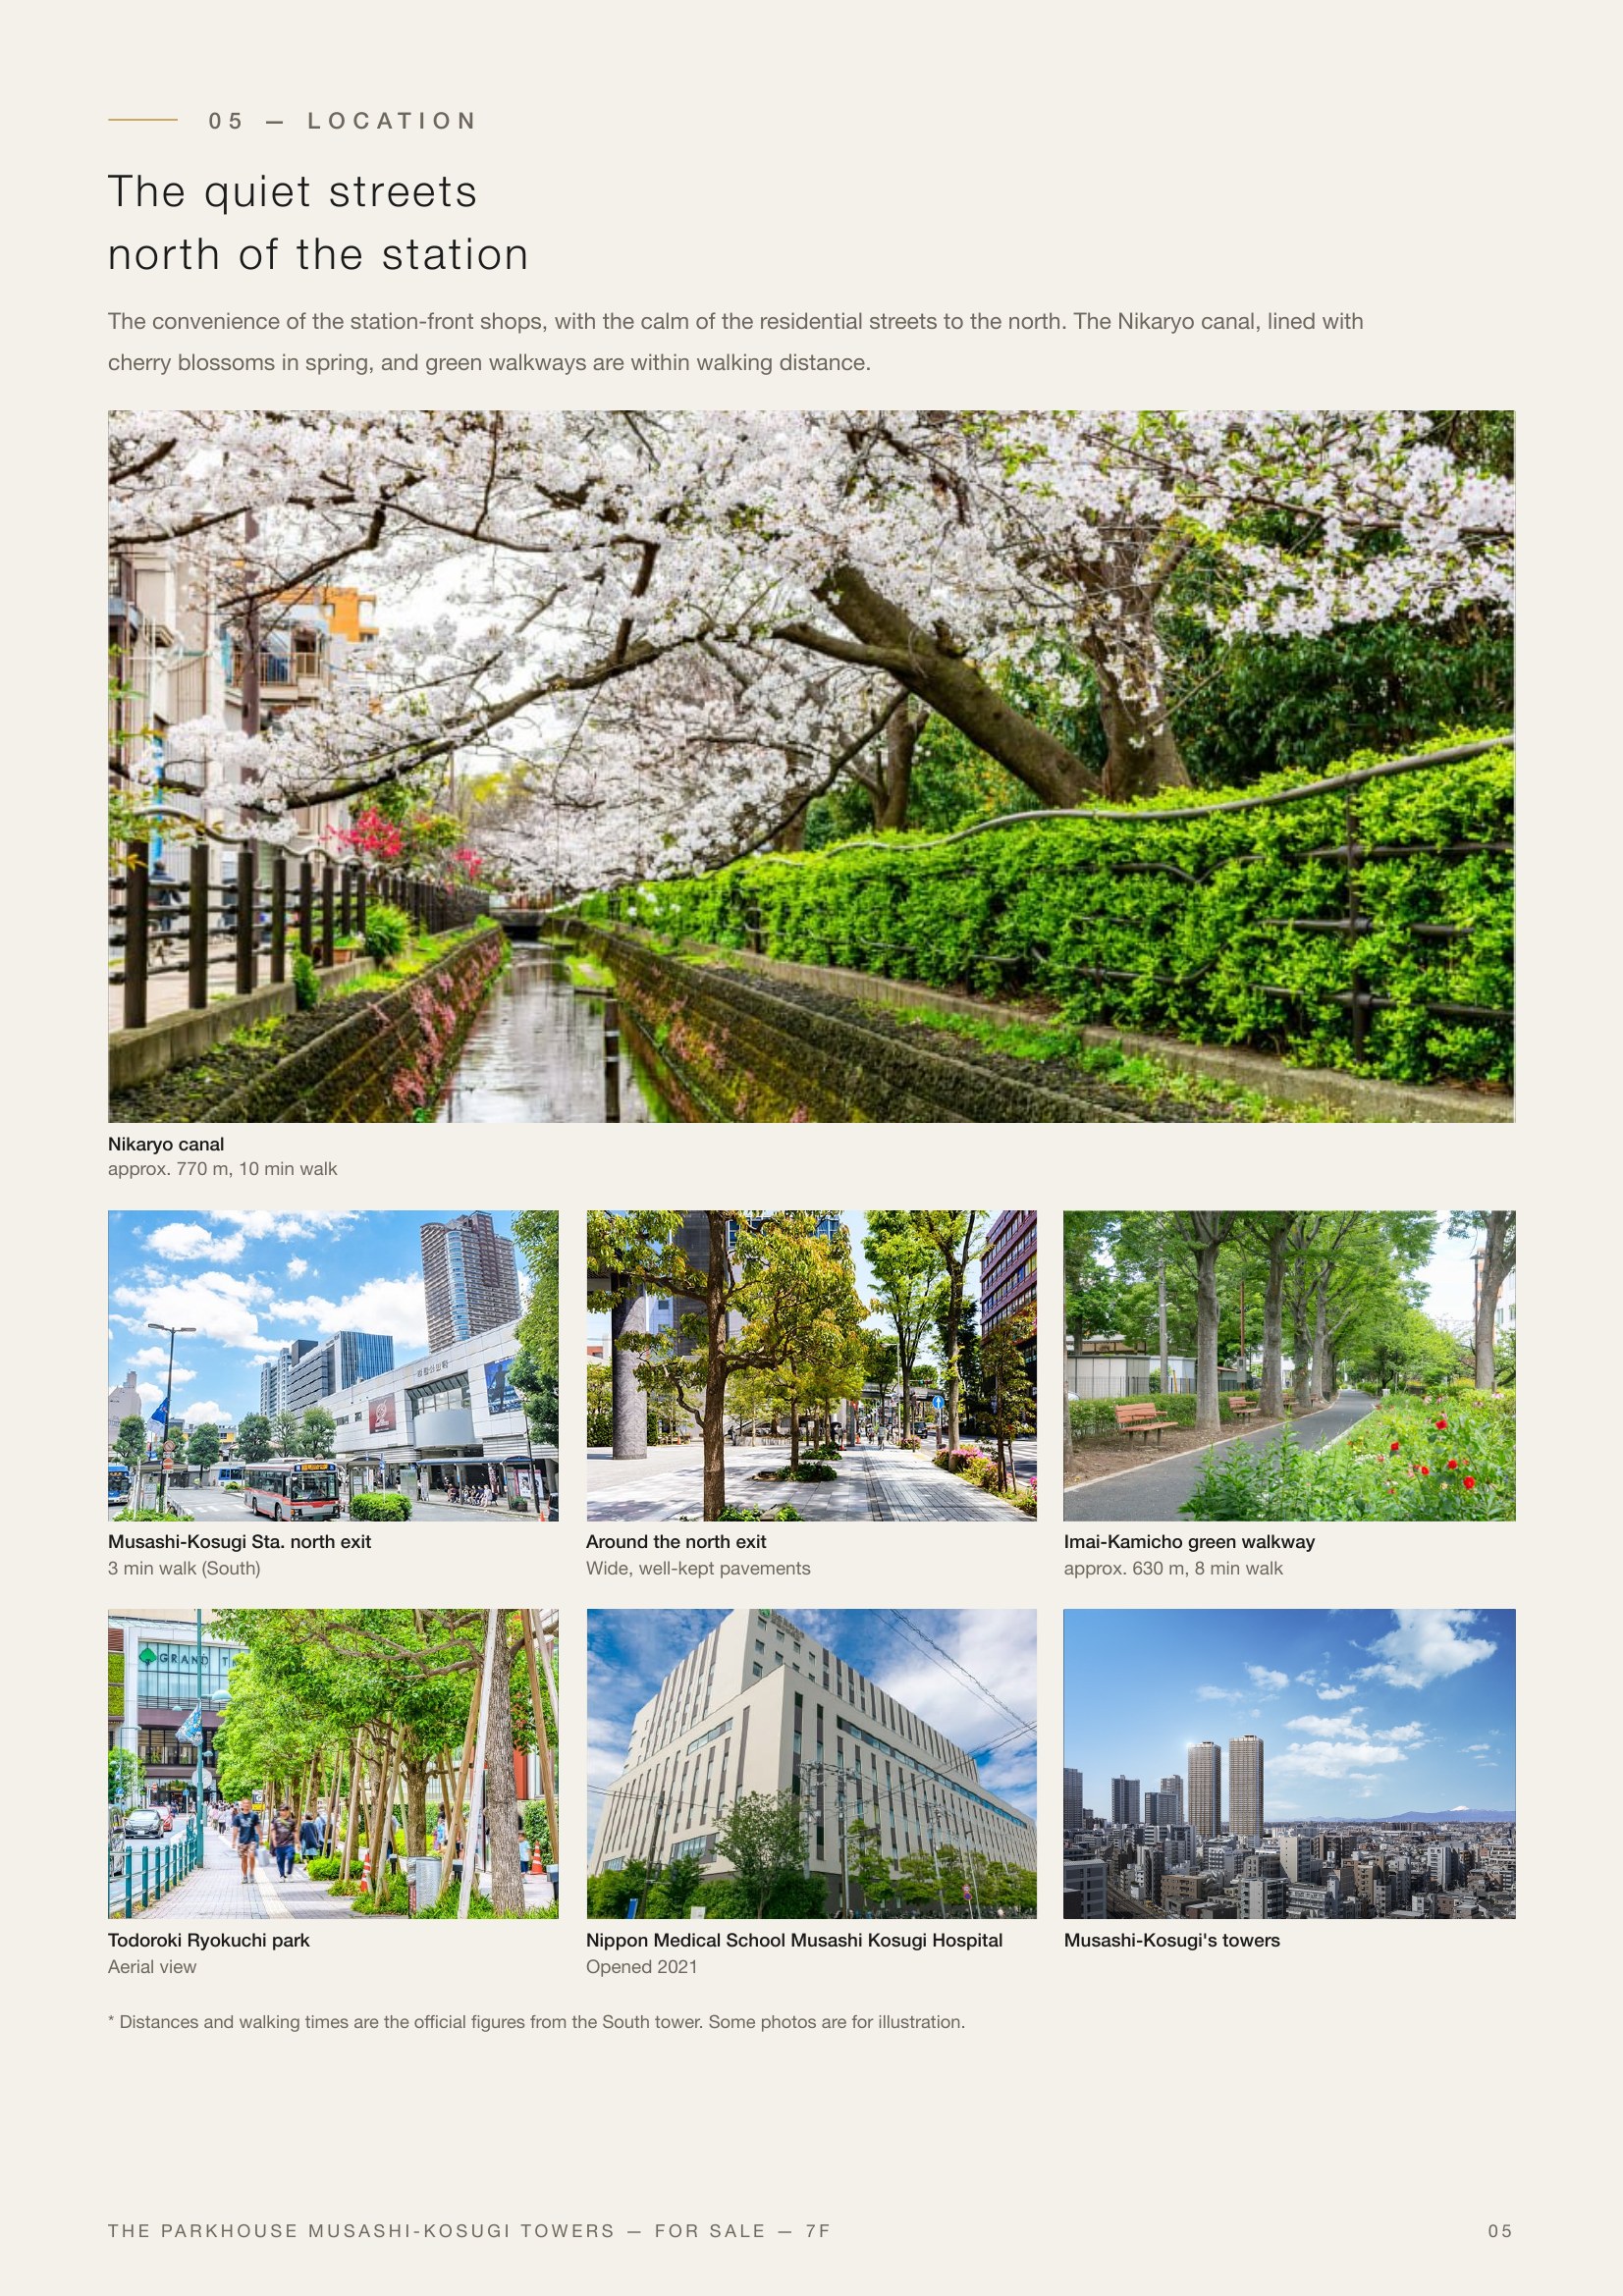 05 — LOCATION
The quiet streets
north of the station
The convenience of the station-front shops, with the calm of the residential streets to the north. The Nikaryo canal, lined with
cherry blossoms in spring, and green walkways are within walking distance.
Nikaryo canal
approx. 770 m, 10 min walk
Musashi-Kosugi Sta. north exit
3 min walk (South)
Around the north exit
Wide, well-kept pavements
Imai-Kamicho green walkway
approx. 630 m, 8 min walk
GRAND
Todoroki Ryokuchi park
Aerial view
Nippon Medical School Musashi Kosugi Hospital
Opened 2021
Musashi-Kosugi's towers
* Distances and walking times are the official figures from the South tower. Some photos are for illustration.
THE PARKHOUSE MUSASHI-KOSUGI TOWERS — FOR SALE — 7F
05